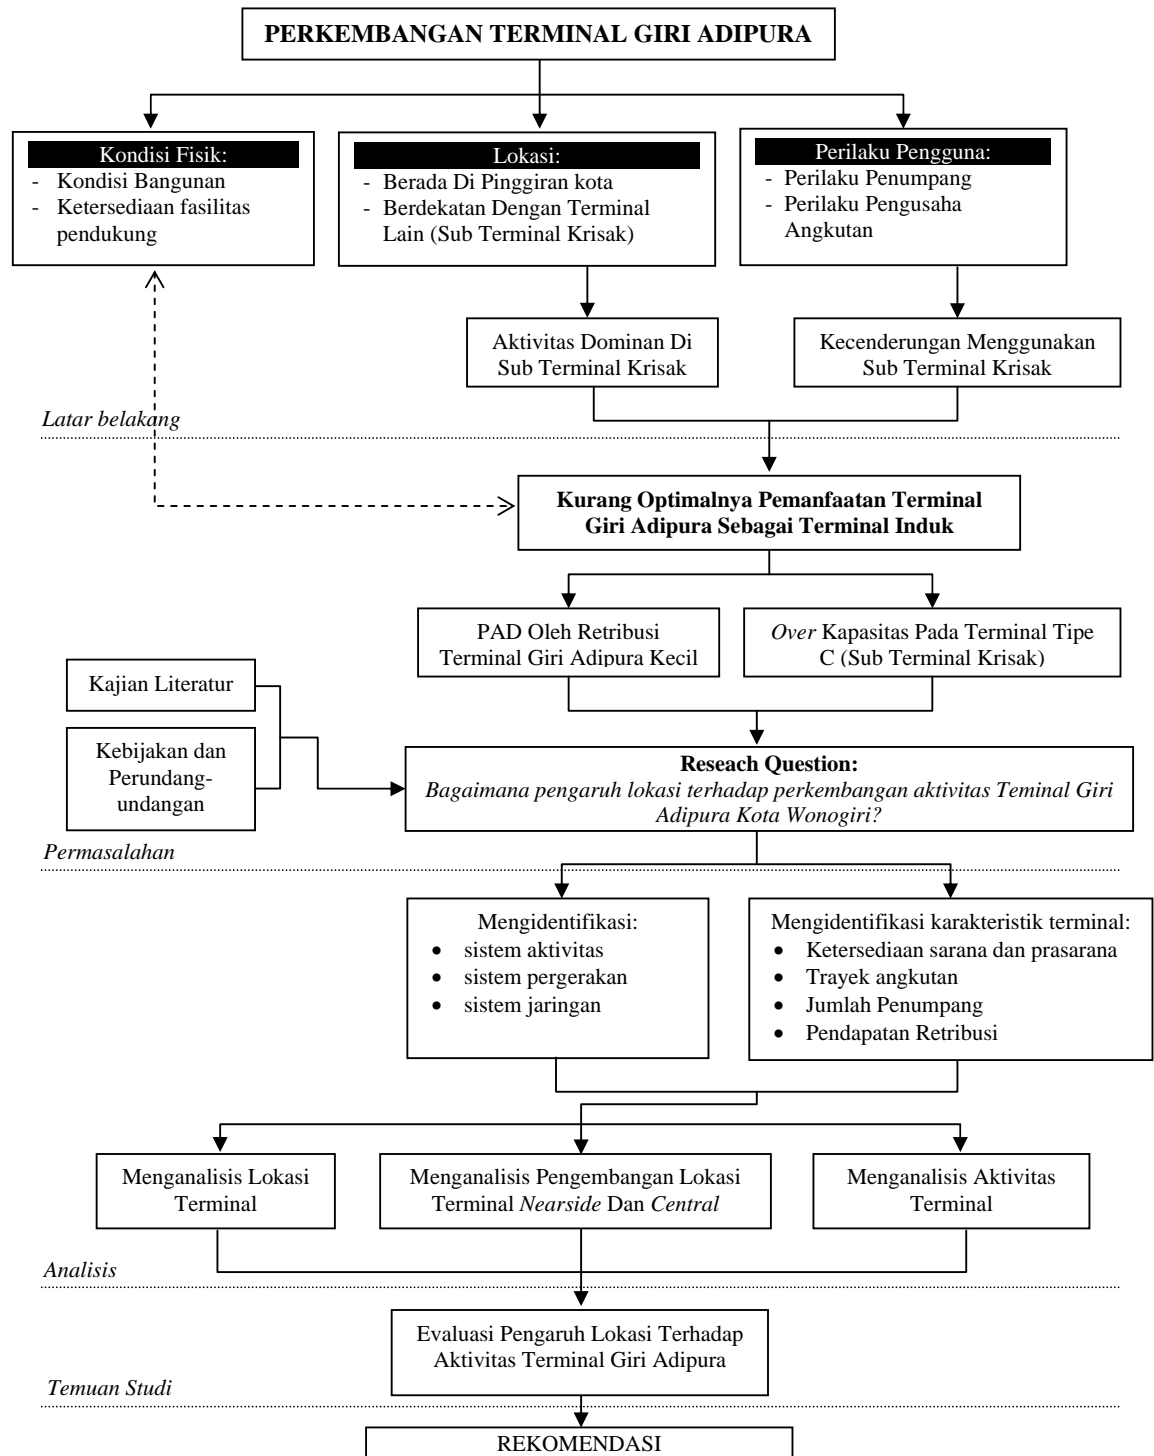 PERKEMBANGAN TERMINAL GIRI ADIPURA
Kondisi Fisik:
- Kondisi Bangunan
- Ketersediaan fasilitas
pendukung
Lokasi:
- Berada Di Pinggiran kota
- Berdekatan Dengan Terminal
Lain (Sub Terminal Krisak)
Perilaku Pengguna:
- Perilaku Penumpang
- Perilaku Pengusaha
Angkutan
Aktivitas Dominan Di
Sub Terminal Krisak
Kecenderungan Menggunakan
Sub Terminal Krisak
Latar belakang
Kurang Optimalnya Pemanfaatan Terminal
Giri Adipura Sebagai Terminal Induk
PAD Oleh Retribusi
Terminal Giri Adipura Kecil
Over Kapasitas Pada Terminal Tipe
C (Sub Terminal Krisak)
Kajian Literatur
Kebijakan dan
Perundang-
undangan
Reseach Question:
Bagaimana pengaruh lokasi terhadap perkembangan aktivitas Teminal Giri
Adipura Kota Wonogiri?
Permasalahan
Mengidentifikasi:
• sistem aktivitas
• sistem pergerakan
• sistem jaringan
Mengidentifikasi karakteristik terminal:
• Ketersediaan sarana dan prasarana
• Trayek angkutan
• Jumlah Penumpang
• Pendapatan Retribusi
Menganalisis Lokasi
Terminal
Menganalisis Pengembangan Lokasi
Terminal Nearside Dan Central
Menganalisis Aktivitas
Terminal
Analisis
Evaluasi Pengaruh Lokasi Terhadap
Aktivitas Terminal Giri Adipura
Temuan Studi
REKOMENDASI